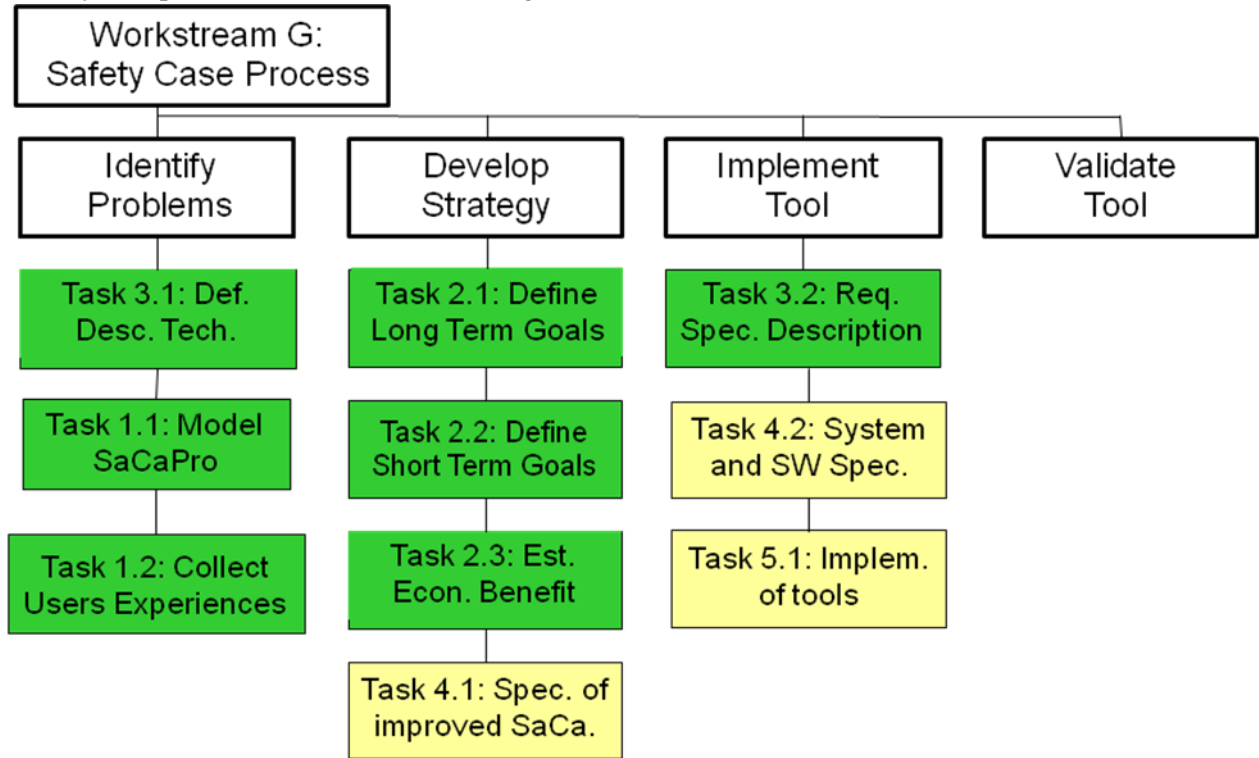 Workstream G:
Safety Case Process
Identify
Problems
Develop
Strategy
Implement
Tool
Validate
Tool
Task 3.1: Def.
Desc. Tech.
Task 2.1: Define
Long Term Goals
Task 3.2: Req.
Spec. Description
Task 1.1: Model
SaCaPro
Task 2.2: Define
Short Term Goals
Task 4.2: System
and SW Spec.
Task 1.2: Collect
Users Experiences
Task 2.3: Est.
Econ. Benefit
Task 5.1: Implem.
of tools
Task 4.1: Spec. of
improved SaCa.